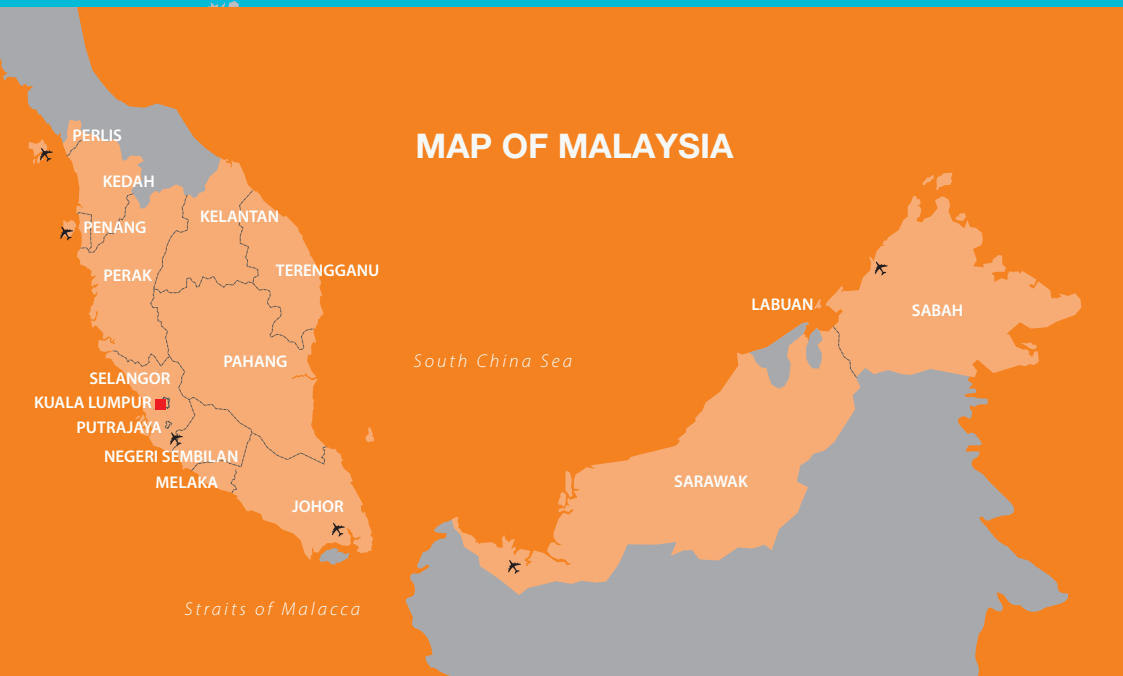 MAP OF MALAYSIA
PERLIS
KEDAH
PENANG
KELANTAN
PERAK
TERENGGANU
PAHANG
SELANGOR
KUALA LUMPUR
PUTRAJAYA
NEGERI SEMBILAN
MELAKA
JOHOR
South China Sea
Straits of Malacca
LABUAN
SABAH
SARAWAK